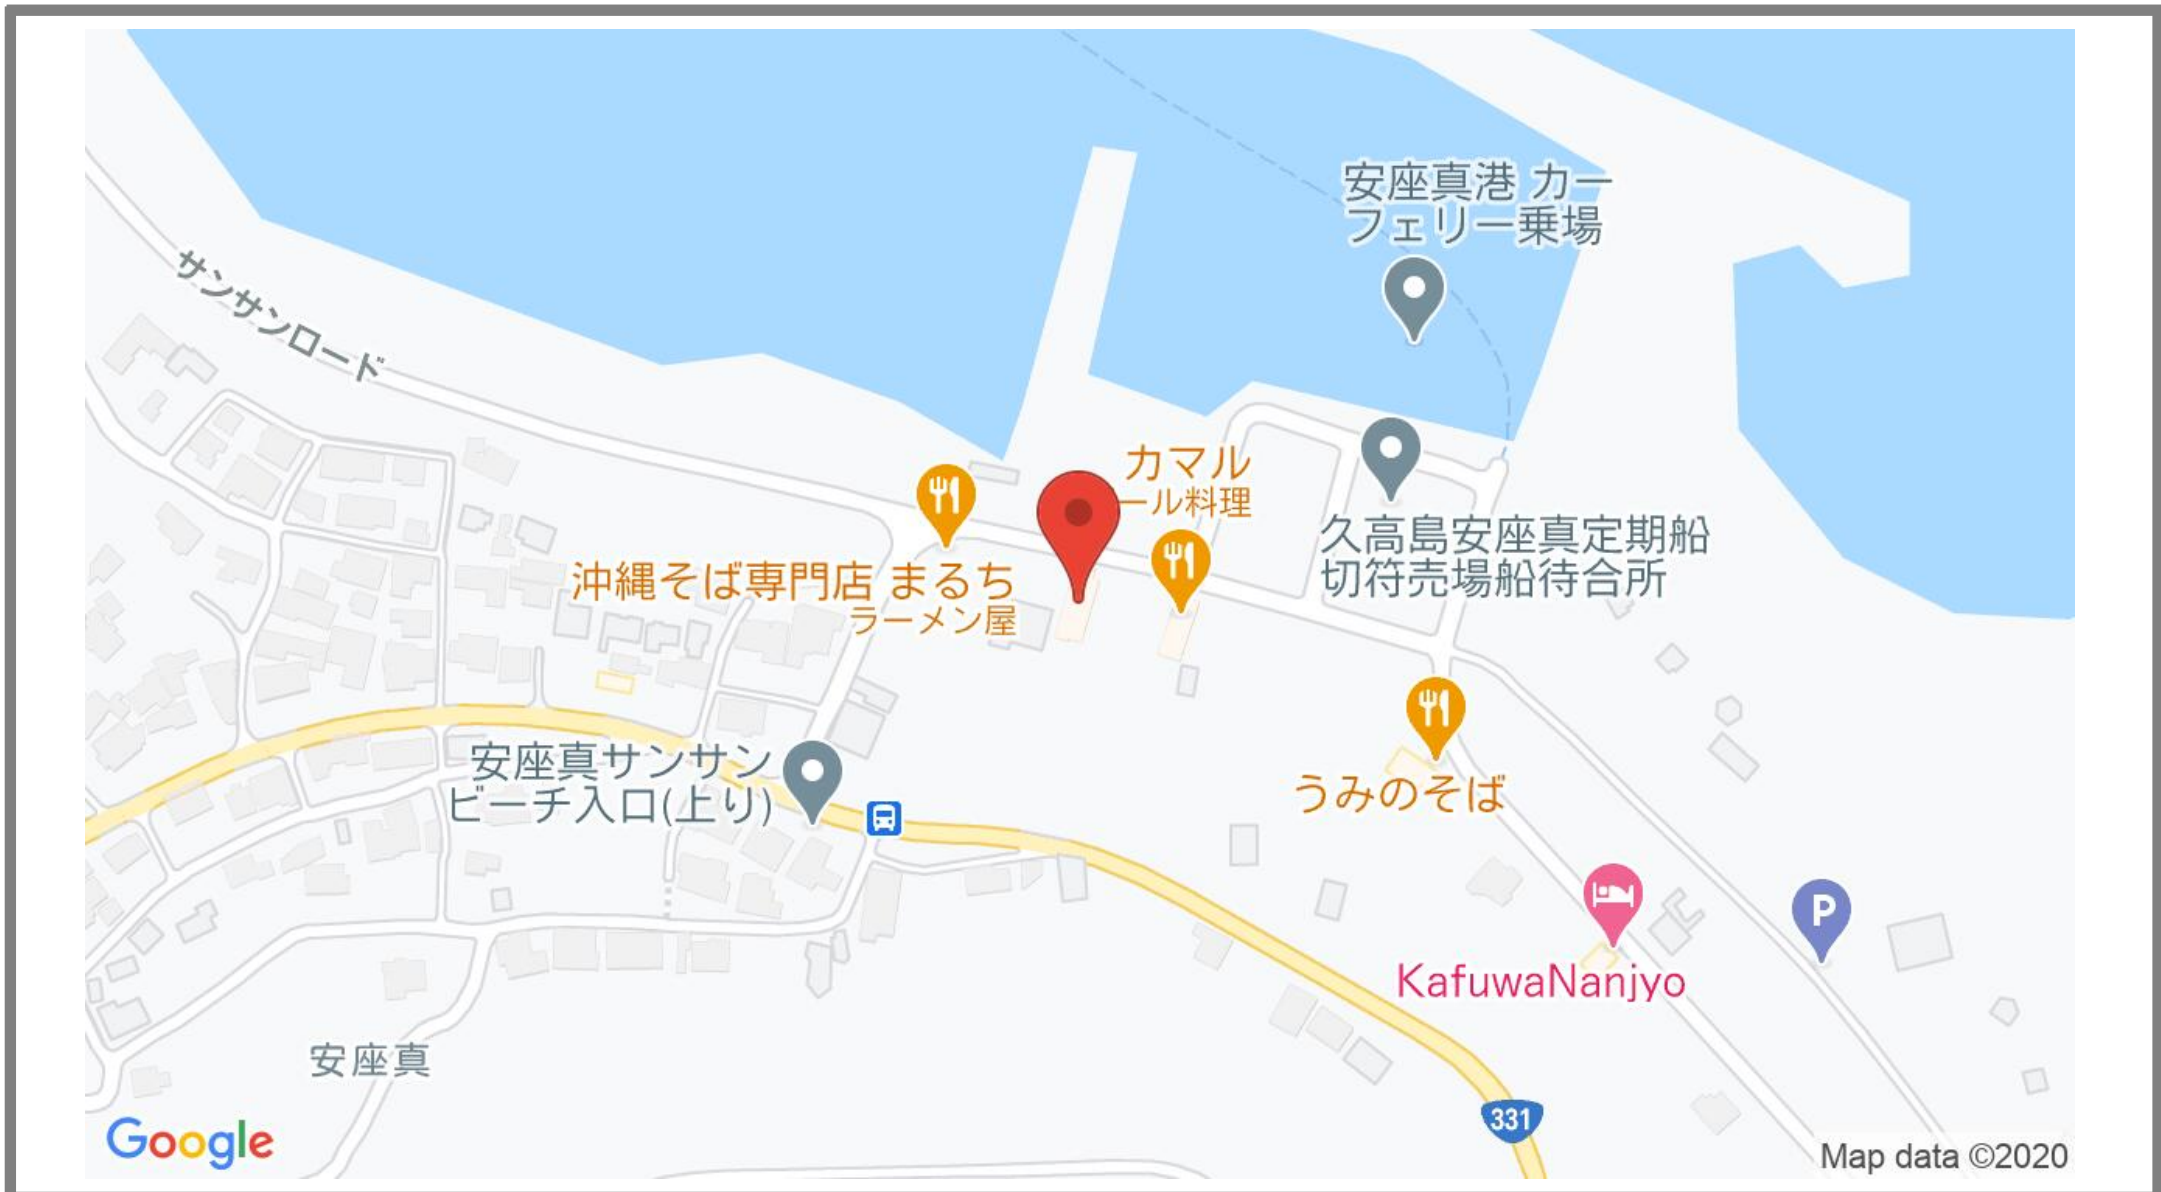 安座真港 カー
フェリー乗場
サンサンロード
カマル
ール料理
久高島安座真定期船
切符売場船待合所
沖縄そば専門店 まるち
ラーメン屋
安座真サンサン
ビーチ入口(上り)
うみのそば
P
KafuwaNanjyo
安座真
331
Google
Map data ©2020